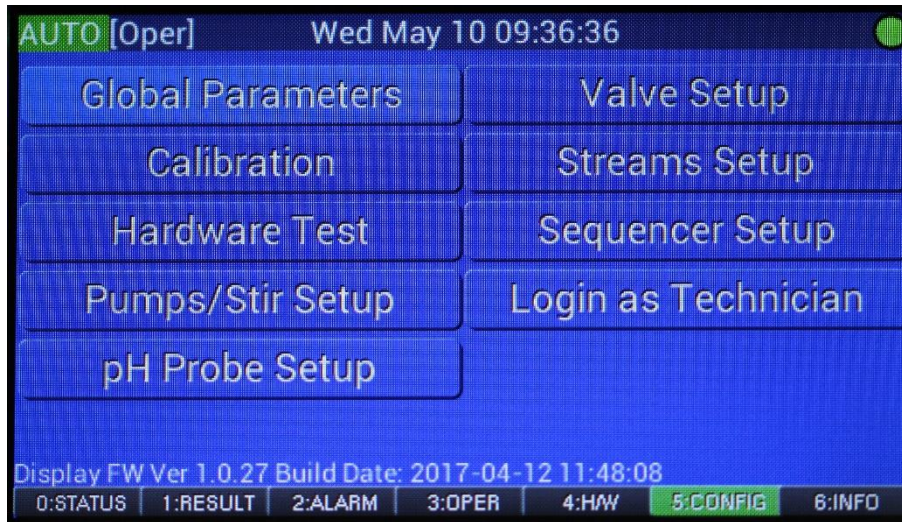 AUTO [Oper] Wed May 10 09:36:36
Global Parameters
Valve Setup
Calibration
Streams Setup
Hardware Test
Sequencer Setup
Pumps/Stir Setup
Login as Technician
pH Probe Setup
Display FW Ver 1.0.27 Build Date: 2017-04-12 11:48:08
0:STATUS 1:RESULT 2:ALARM 3:OPER 4:H/W 5:CONFIG 6:INFO